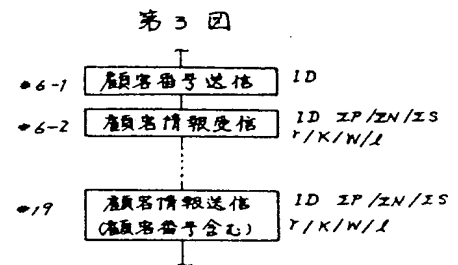 第3図
#6-1 顧客番号送信 ID
#6-2 顧客情報受信 ID ΣP/ΣN/ΣS
r/K/W/l
#19 顧客情報送信 ID ΣP/ΣN/ΣS
(顧客番号含む) r/K/W/l